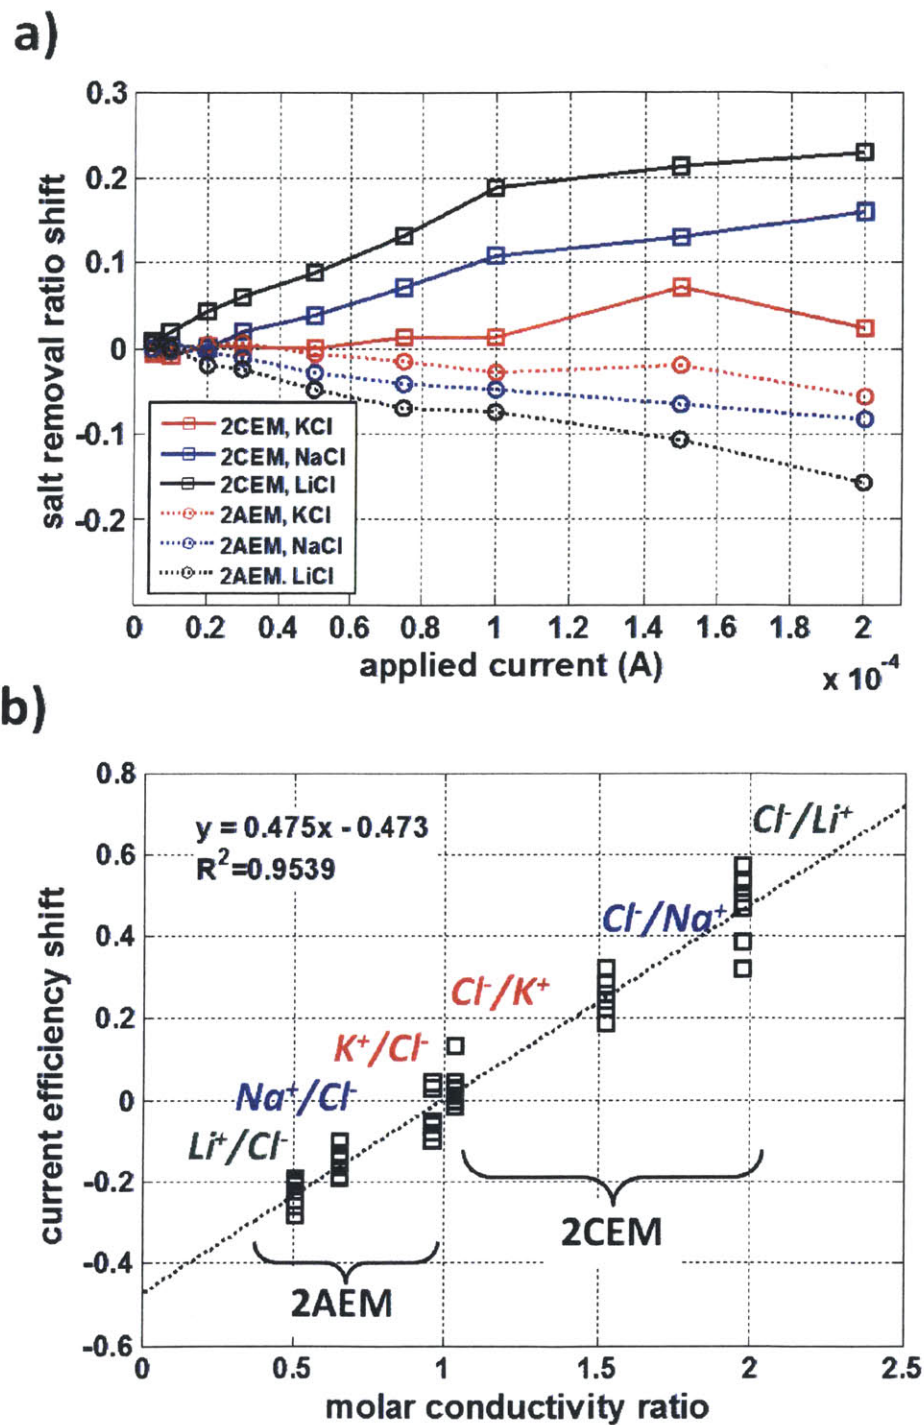 a)
0.3
0.2
0.1
0
-0.1
-0.2
salt removal ratio shift
2CEM, KCl
2CEM, NaCl
2CEM, LiCl
2AEM, KCl
2AEM, NaCl
2AEM. LiCl
0 0.2 0.4 0.6 0.8 1 1.2 1.4 1.6 1.8 2
applied current (A)
x 10⁻⁴
b)
0.8
0.6
0.4
0.2
0
-0.2
-0.4
-0.6
current efficiency shift
y = 0.475x - 0.473
R²=0.9539
Cl⁻/Li⁺
Cl⁻/Na⁺
Cl⁻/K⁺
K⁺/Cl⁻
Na⁺/Cl⁻
Li⁺/Cl⁻
2CEM
2AEM
0 0.5 1 1.5 2 2.5
molar conductivity ratio